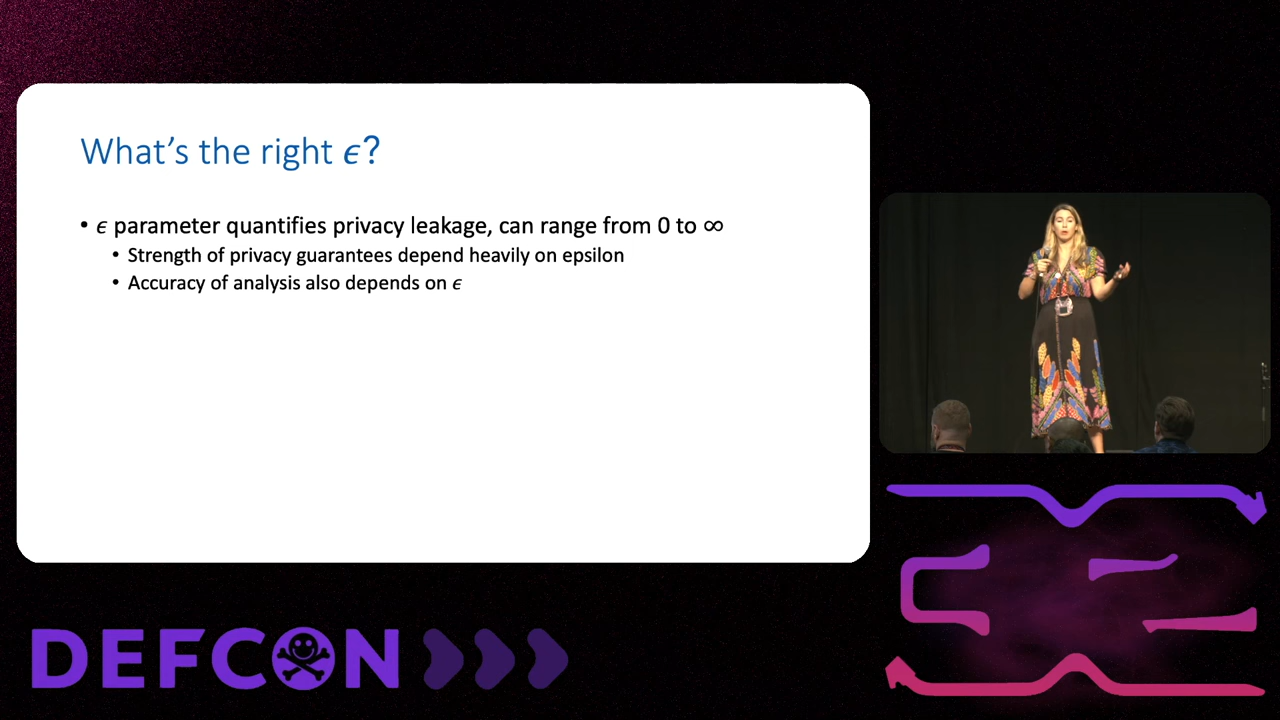 What's the right ϵ?
• ϵ parameter quantifies privacy leakage, can range from 0 to ∞
• Strength of privacy guarantees depend heavily on epsilon
• Accuracy of analysis also depends on ϵ
DEFCON